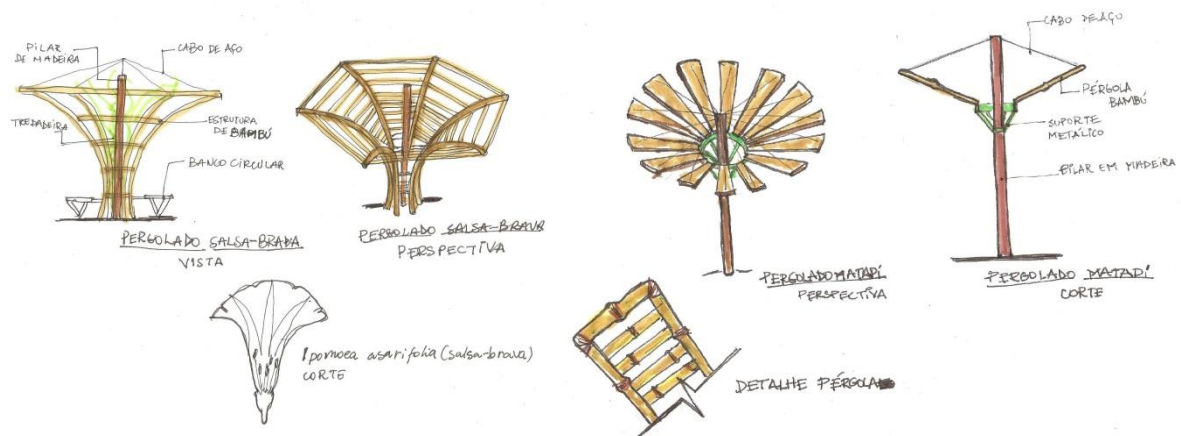 PILAR
DE MADEIRA
CABO DE AÇO
TREPADEIRA
ESTRUTURA
DE BAMBÚ
BANCO CIRCULAR
PERGOLADO SALSA-BRAVA
VISTA
PERGOLADO SALSA-BRAVA
PERSPECTIVA
Ipomoea asarifolia (salsa-brava)
CORTE
PERGOLADO MATAPÍ
PERSPECTIVA
DETALHE PÉRGOLA
CABO DE AÇO
PÉRGOLA
BAMBÚ
SUPORTE
METÁLICO
PILAR EM MADEIRA
PERGOLADO MATAPÍ
CORTE